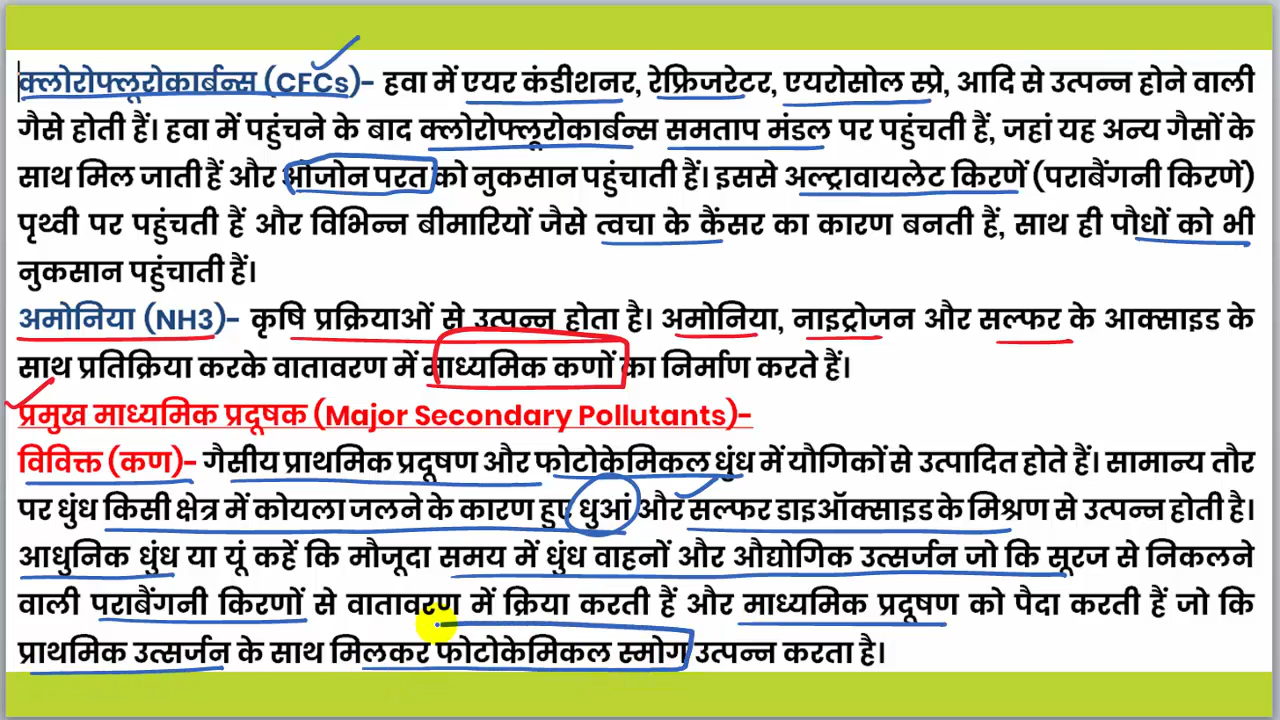 क्लोरोफ्लूरोकार्बन्स (CFCs)- हवा में एयर कंडीशनर, रेफ्रिजरेटर, एयरोसोल स्प्रे, आदि से उत्पन्न होने वाली
गैसे होती हैं। हवा में पहुंचने के बाद क्लोरोफ्लूरोकार्बन्स समताप मंडल पर पहुंचती हैं, जहां यह अन्य गैसों के
साथ मिल जाती हैं और ओजोन परत को नुकसान पहुंचाती हैं। इससे अल्ट्रावायलेट किरणें (पराबैंगनी किरणें)
पृथ्वी पर पहुंचती हैं और विभिन्न बीमारियों जैसे त्वचा के कैंसर का कारण बनती हैं, साथ ही पौधों को भी
नुकसान पहुंचाती हैं।
अमोनिया (NH3)- कृषि प्रक्रियाओं से उत्पन्न होता है। अमोनिया, नाइट्रोजन और सल्फर के आक्साइड के
साथ प्रतिक्रिया करके वातावरण में माध्यमिक कणों का निर्माण करते हैं।
प्रमुख माध्यमिक प्रदूषक (Major Secondary Pollutants)-
विविक्त (कण)- गैसीय प्राथमिक प्रदूषण और फोटोकेमिकल धुंध में यौगिकों से उत्पादित होते हैं। सामान्य तौर
पर धुंध किसी क्षेत्र में कोयला जलने के कारण हुए धुआं और सल्फर डाइऑक्साइड के मिश्रण से उत्पन्न होती है।
आधुनिक धुंध या यूं कहें कि मौजूदा समय में धुंध वाहनों और औद्योगिक उत्सर्जन जो कि सूरज से निकलने
वाली पराबैंगनी किरणों से वातावरण में क्रिया करती हैं और माध्यमिक प्रदूषण को पैदा करती हैं जो कि
प्राथमिक उत्सर्जन के साथ मिलकर फोटोकेमिकल स्मोग उत्पन्न करता है।